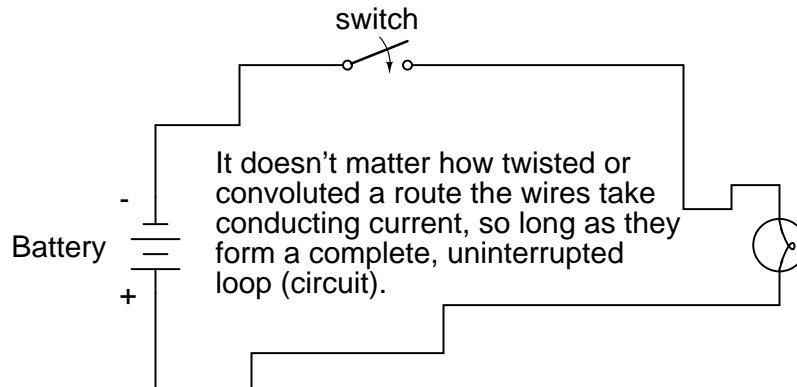 switch
It doesn't matter how twisted or
convoluted a route the wires take
conducting current, so long as they
form a complete, uninterrupted
loop (circuit).
-
Battery
+